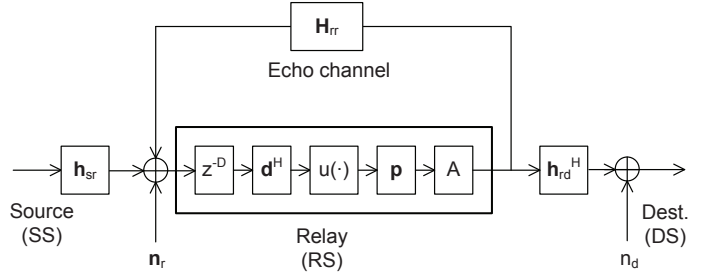 H_rr
Echo channel
h_sr
z^-D
d^H
u(·)
p
A
h_rd^H
Source
(SS)
n_r
Relay
(RS)
n_d
Dest.
(DS)